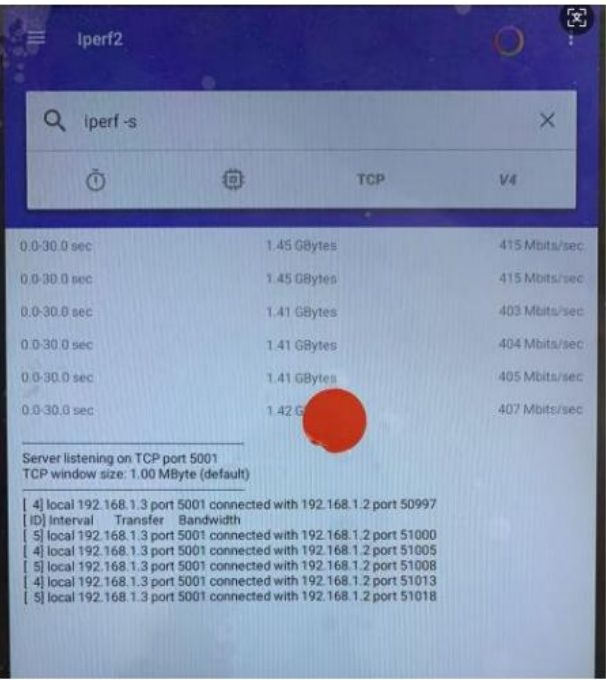 Iperf2
iperf -s
TCP V4
0.0-30.0 sec 1.45 GBytes 415 Mbits/sec
0.0-30.0 sec 1.45 GBytes 415 Mbits/sec
0.0-30.0 sec 1.41 GBytes 403 Mbits/sec
0.0-30.0 sec 1.41 GBytes 404 Mbits/sec
0.0-30.0 sec 1.41 GBytes 405 Mbits/sec
0.0-30.0 sec 1.42 G 407 Mbits/sec
Server listening on TCP port 5001
TCP window size: 1.00 MByte (default)
[ 4] local 192.168.1.3 port 5001 connected with 192.168.1.2 port 50997
[ ID] Interval Transfer Bandwidth
[ 5] local 192.168.1.3 port 5001 connected with 192.168.1.2 port 51000
[ 4] local 192.168.1.3 port 5001 connected with 192.168.1.2 port 51005
[ 5] local 192.168.1.3 port 5001 connected with 192.168.1.2 port 51008
[ 4] local 192.168.1.3 port 5001 connected with 192.168.1.2 port 51013
[ 5] local 192.168.1.3 port 5001 connected with 192.168.1.2 port 51018